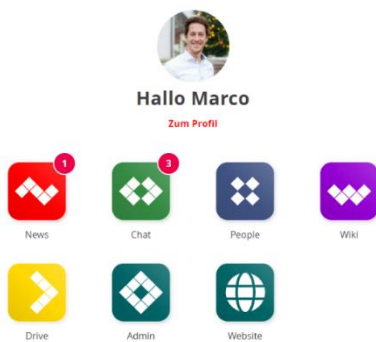 Hallo Marco
Zum Profil
1
3
News
Chat
People
Wiki
Drive
Admin
Website